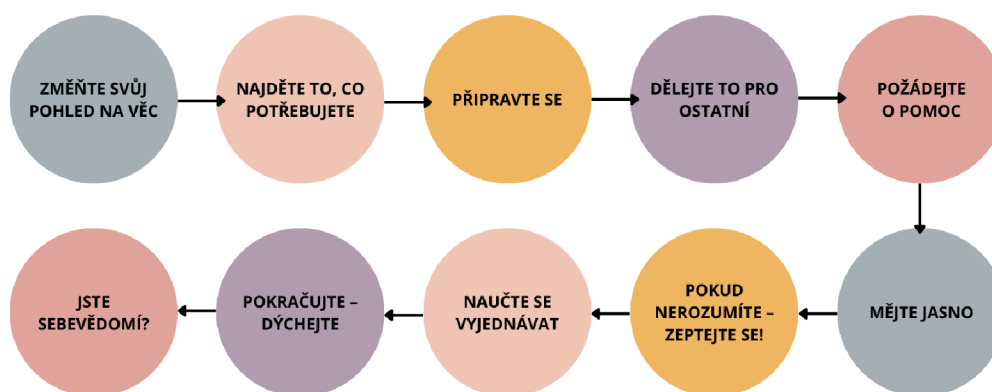 ZMĚŇTE SVŮJ
POHLED NA VĚC
NAJDĚTE TO, CO
POTŘEBUJETE
PŘIPRAVTE SE
DĚLEJTE TO PRO
OSTATNÍ
POŽÁDEJTE
O POMOC
MĚJTE JASNO
POKUD
NEROZUMÍTE –
ZEPTEJTE SE!
NAUČTE SE
VYJEDNÁVAT
POKRAČUJTE –
DÝCHEJTE
JSTE
SEBEVĚDOMÍ?